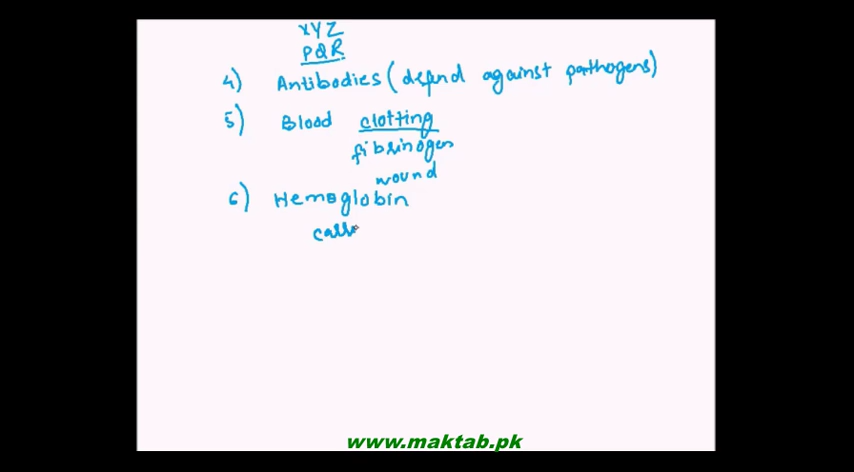 XYZ
PQR
4) Antibodies (defend against pathogens)
5) Blood clotting
fibrinogen
wound
6) Hemoglobin
www.maktab.pk